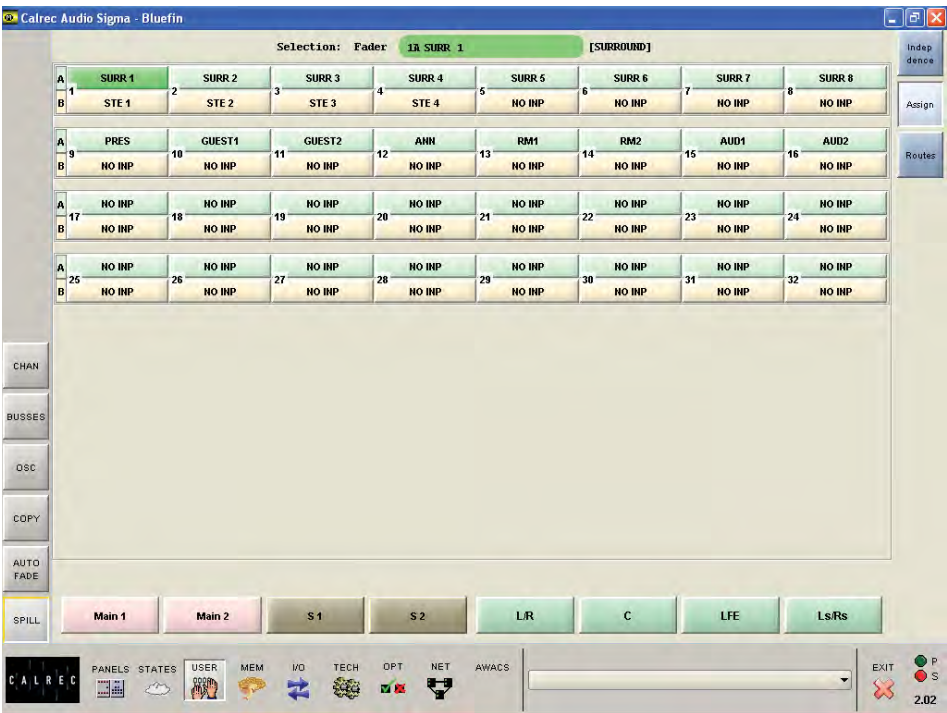 Calrec Audio Sigma - Bluefin
Selection: Fader 1A SURR 1 [SURROUND]
Indep
dence
Assign
Routes
A SURR 1 SURR 2 SURR 3 SURR 4 SURR 5 SURR 6 SURR 7 SURR 8
1 2 3 4 5 6 7 8
B STE 1 STE 2 STE 3 STE 4 NO INP NO INP NO INP NO INP
A PRES GUEST1 GUEST2 ANN RM1 RM2 AUD1 AUD2
9 10 11 12 13 14 15 16
B NO INP NO INP NO INP NO INP NO INP NO INP NO INP NO INP
A NO INP NO INP NO INP NO INP NO INP NO INP NO INP NO INP
17 18 19 20 21 22 23 24
B NO INP NO INP NO INP NO INP NO INP NO INP NO INP NO INP
A NO INP NO INP NO INP NO INP NO INP NO INP NO INP NO INP
25 26 27 28 29 30 31 32
B NO INP NO INP NO INP NO INP NO INP NO INP NO INP NO INP
CHAN
BUSSES
OSC
COPY
AUTO
FADE
SPILL
Main 1 Main 2 S 1 S 2 L/R C LFE Ls/Rs
CALREC
PANELS STATES USER MEM I/O TECH OPT NET AWACS EXIT
P
S
2.02